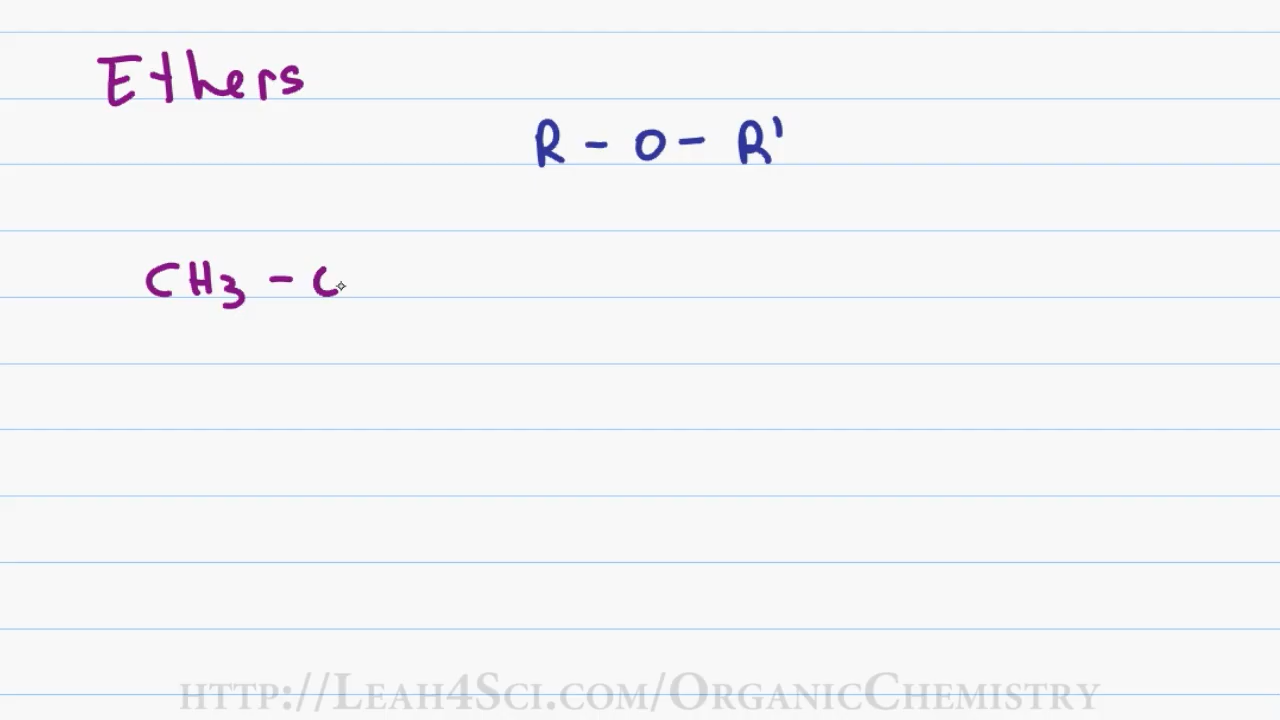 Ethers
R - O - R'
CH3 - C
HTTP://LEAH4SCI.COM/ORGANICCHEMISTRY